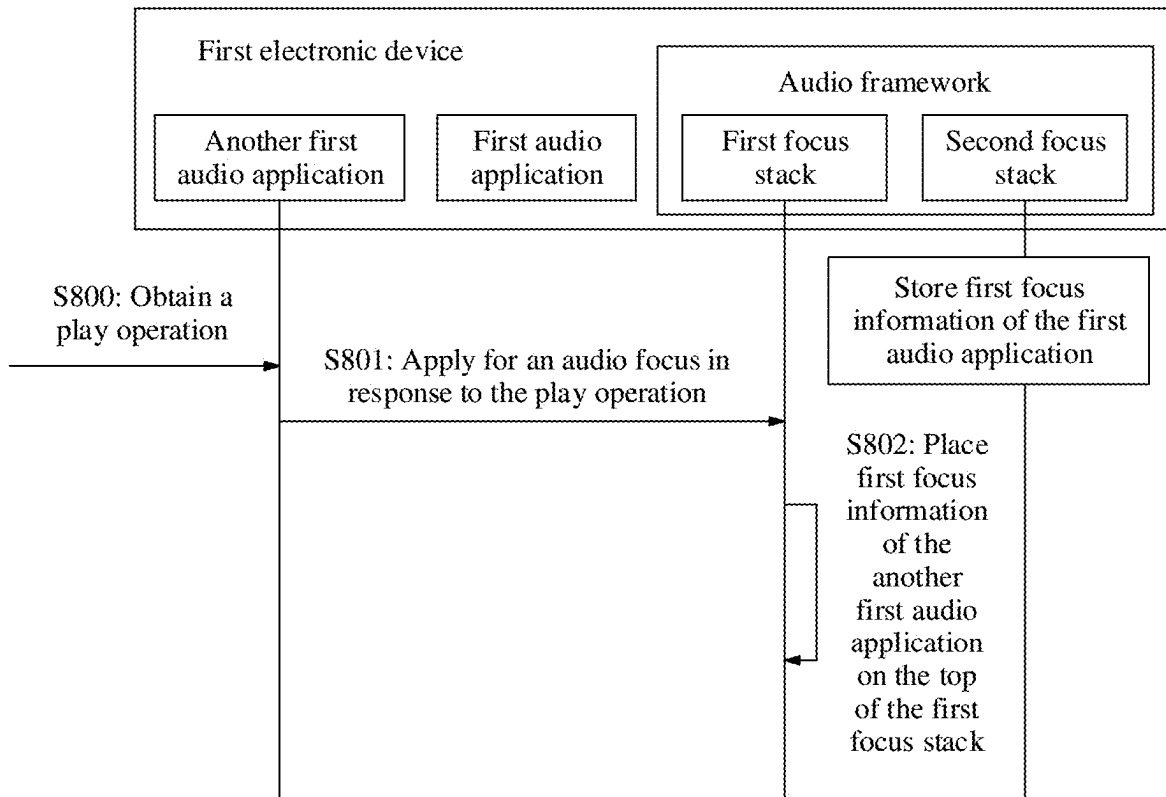 First electronic device
Audio framework
Another first
audio application
First audio
application
First focus
stack
Second focus
stack
S800: Obtain a
play operation
Store first focus
information of the first
audio application
S801: Apply for an audio focus in
response to the play operation
S802: Place
first focus
information
of the
another
first audio
application
on the top
of the first
focus stack